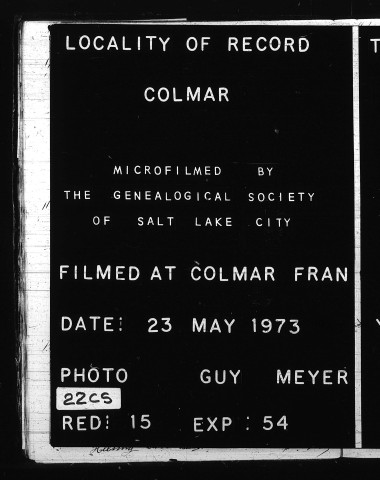 LOCALITY OF RECORD
COLMAR
MICROFILMED BY
THE GENEALOGICAL SOCIETY
OF SALT LAKE CITY
FILMED AT COLMAR FRAN
DATE: 23 MAY 1973
PHOTO GUY MEYER
22CS
RED: 15 EXP: 54
T